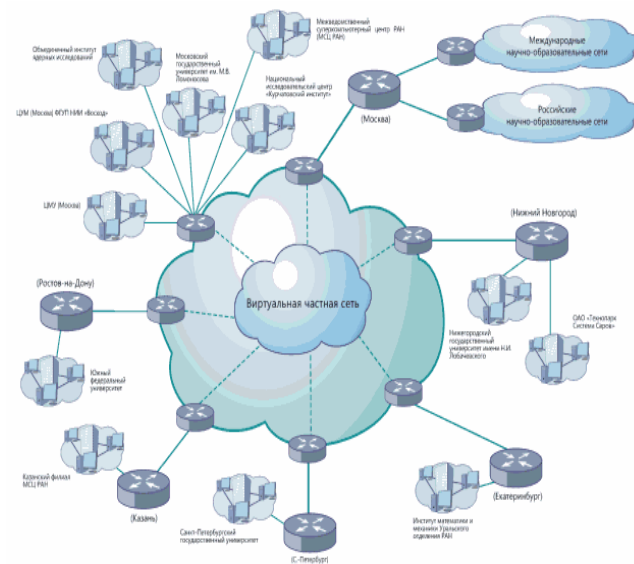 Объединенный институт
ядерных исследований
Московский
государственный
университет им. М.В.
Ломоносова
Межведомственный
суперкомпьютерный центр РАН
(МСЦ РАН)
Национальный
исследовательский центр
«Курчатовский институт»
Международные
научно-образовательные сети
Российские
научно-образовательные сети
(Москва)
ЦУМ (Москва) ФГУП НИИ «Восход»
ЦМУ (Москва)
(Нижний Новгород)
Виртуальная частная сеть
(Ростов-на-Дону)
Нижегородский
государственный
университет имени Н.И.
Лобачевского
ОАО «Технопарк
Систем Саров»
Южный
федеральный
университет
Казанский филиал
МСЦ РАН
(Казань)
Санкт-Петербургский
государственный университет
(С.-Петербург)
Институт математики и
механики Уральского
отделения РАН
(Екатеринбург)